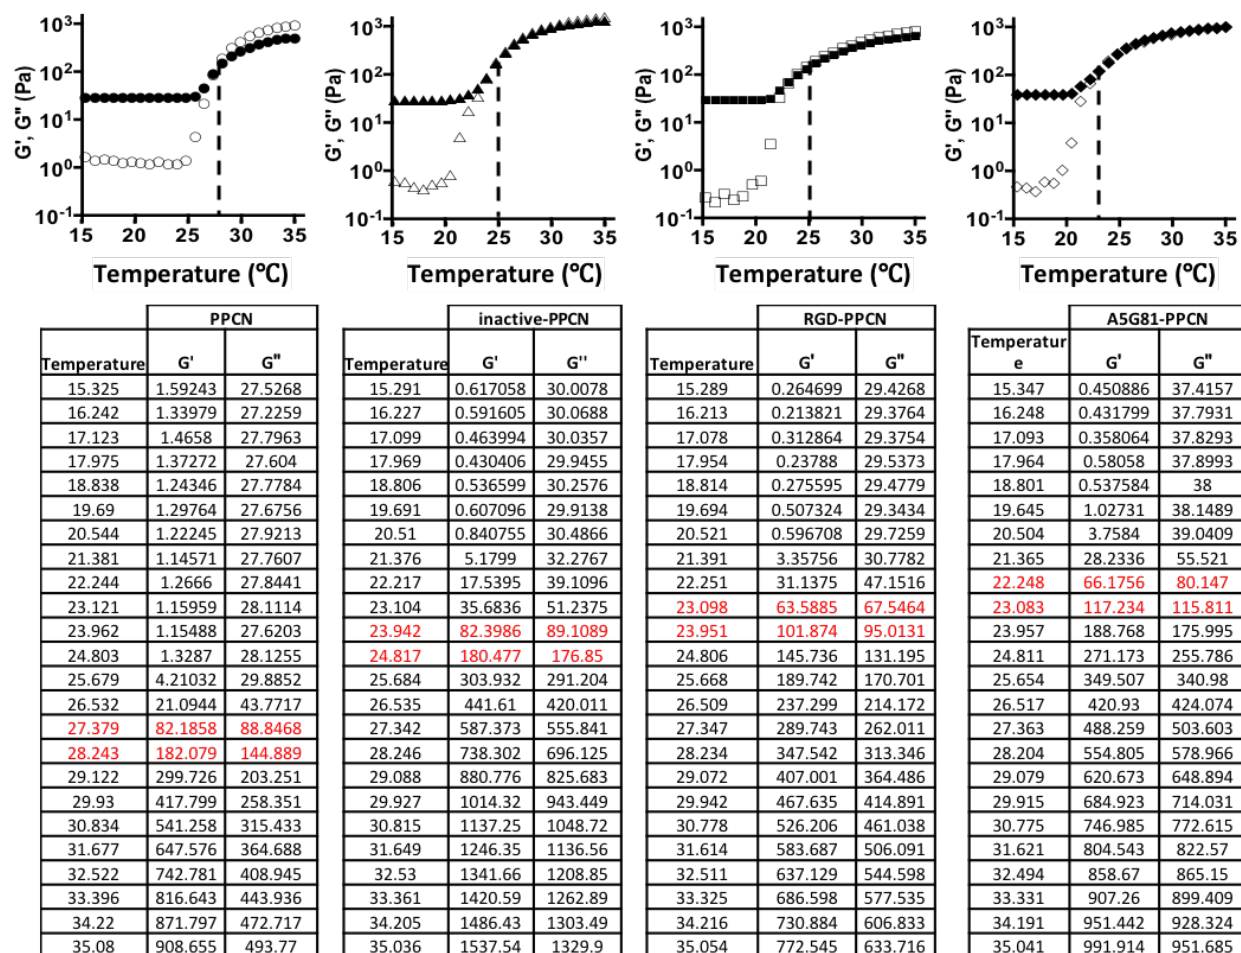 10³ 10³ 10³ 10³
10² 10² 10² 10²
10¹ 10¹ 10¹ 10¹
10⁰ 10⁰ 10⁰ 10⁰
10⁻¹ 10⁻¹ 10⁻¹ 10⁻¹
G', G" (Pa) G', G" (Pa) G', G" (Pa) G', G" (Pa)
15 20 25 30 35 15 20 25 30 35 15 20 25 30 35 15 20 25 30 35
Temperature (°C) Temperature (°C) Temperature (°C) Temperature (°C)
PPCN inactive-PPCN RGD-PPCN A5G81-PPCN
Temperature G' G" Temperature G' G'' Temperature G' G" Temperatur
e G' G"
15.325 1.59243 27.5268 15.291 0.617058 30.0078 15.289 0.264699 29.4268 15.347 0.450886 37.4157
16.242 1.33979 27.2259 16.227 0.591605 30.0688 16.213 0.213821 29.3764 16.248 0.431799 37.7931
17.123 1.4658 27.7963 17.099 0.463994 30.0357 17.078 0.312864 29.3754 17.093 0.358064 37.8293
17.975 1.37272 27.604 17.969 0.430406 29.9455 17.954 0.23788 29.5373 17.964 0.58058 37.8993
18.838 1.24346 27.7784 18.806 0.536599 30.2576 18.814 0.275595 29.4779 18.801 0.537584 38
19.69 1.29764 27.6756 19.691 0.607096 29.9138 19.694 0.507324 29.3434 19.645 1.02731 38.1489
20.544 1.22245 27.9213 20.51 0.840755 30.4866 20.521 0.596708 29.7259 20.504 3.7584 39.0409
21.381 1.14571 27.7607 21.376 5.1799 32.2767 21.391 3.35756 30.7782 21.365 28.2336 55.521
22.244 1.2666 27.8441 22.217 17.5395 39.1096 22.251 31.1375 47.1516 22.248 66.1756 80.147
23.121 1.15959 28.1114 23.104 35.6836 51.2375 23.098 63.5885 67.5464 23.083 117.234 115.811
23.962 1.15488 27.6203 23.942 82.3986 89.1089 23.951 101.874 95.0131 23.957 188.768 175.995
24.803 1.3287 28.1255 24.817 180.477 176.85 24.806 145.736 131.195 24.811 271.173 255.786
25.679 4.21032 29.8852 25.684 303.932 291.204 25.668 189.742 170.701 25.654 349.507 340.98
26.532 21.0944 43.7717 26.535 441.61 420.011 26.509 237.299 214.172 26.517 420.93 424.074
27.379 82.1858 88.8468 27.342 587.373 555.841 27.347 289.743 262.011 27.363 488.259 503.603
28.243 182.079 144.889 28.246 738.302 696.125 28.234 347.542 313.346 28.204 554.805 578.966
29.122 299.726 203.251 29.088 880.776 825.683 29.072 407.001 364.486 29.079 620.673 648.894
29.93 417.799 258.351 29.927 1014.32 943.449 29.942 467.635 414.891 29.915 684.923 714.031
30.834 541.258 315.433 30.815 1137.25 1048.72 30.778 526.206 461.038 30.775 746.985 772.615
31.677 647.576 364.688 31.649 1246.35 1136.56 31.614 583.687 506.091 31.621 804.543 822.57
32.522 742.781 408.945 32.53 1341.66 1208.85 32.511 637.129 544.598 32.494 858.67 865.15
33.396 816.643 443.936 33.361 1420.59 1262.89 33.325 686.598 577.535 33.331 907.26 899.409
34.22 871.797 472.717 34.205 1486.43 1303.49 34.216 730.884 606.833 34.191 951.442 928.324
35.08 908.655 493.77 35.036 1537.54 1329.9 35.054 772.545 633.716 35.041 991.914 951.685